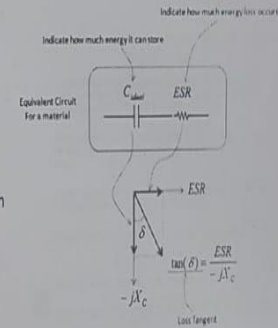 Indicate how much energy loss occurs
Indicate how much energy it can store
Equivalent Circuit
For a material
C_ideal ESR
ESR
δ
tan(δ) = ESR / -jX_C
-jX_C
Loss Tangent